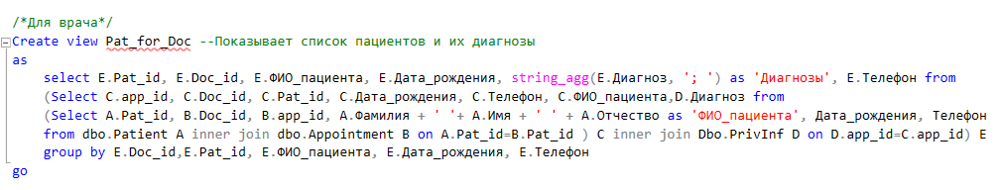 /*Для врача*/
Create view Pat_for_Doc --Показывает список пациентов и их диагнозы
as
select E.Pat_id, E.Doc_id, E.ФИО_пациента, E.Дата_рождения, string_agg(E.Диагноз, '; ') as 'Диагнозы', E.Телефон from
(Select C.app_id, C.Doc_id, C.Pat_id, C.Дата_рождения, C.Телефон, C.ФИО_пациента,D.Диагноз from
(Select A.Pat_id, B.Doc_id, B.app_id, A.Фамилия + ' '+ A.Имя + ' ' + A.Отчество as 'ФИО_пациента', Дата_рождения, Телефон
from dbo.Patient A inner join dbo.Appointment B on A.Pat_id=B.Pat_id ) C inner join Dbo.PrivInf D on D.app_id=C.app_id) E
group by E.Doc_id,E.Pat_id, E.ФИО_пациента, E.Дата_рождения, E.Телефон
go